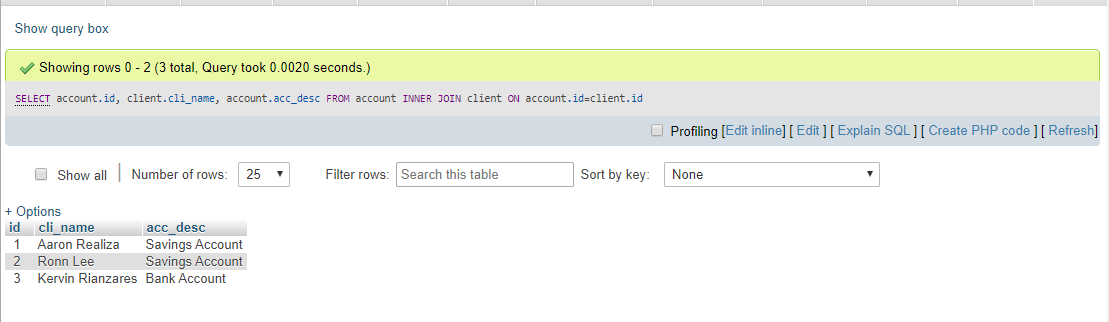 Show query box
Showing rows 0 - 2 (3 total, Query took 0.0020 seconds.)
SELECT account.id, client.cli_name, account.acc_desc FROM account INNER JOIN client ON account.id=client.id
Profiling [Edit inline] [ Edit ] [ Explain SQL ] [ Create PHP code ] [ Refresh]
Show all | Number of rows: 25 Filter rows: Search this table Sort by key: None
+ Options
id cli_name acc_desc
1 Aaron Realiza Savings Account
2 Ronn Lee Savings Account
3 Kervin Rianzares Bank Account